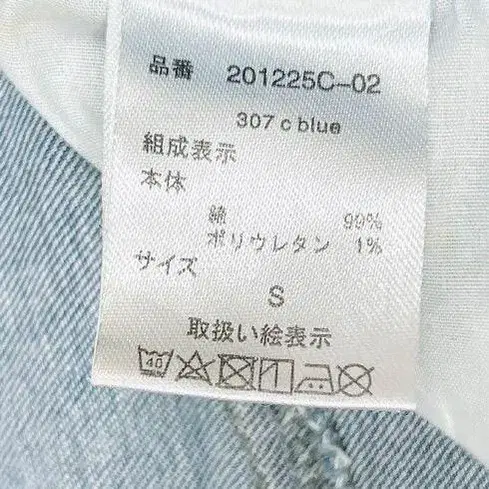 品番 201225C-02
307 c blue
組成表示
本体
綿 99%
ポリウレタン 1%
サイズ
S
取扱い絵表示
40